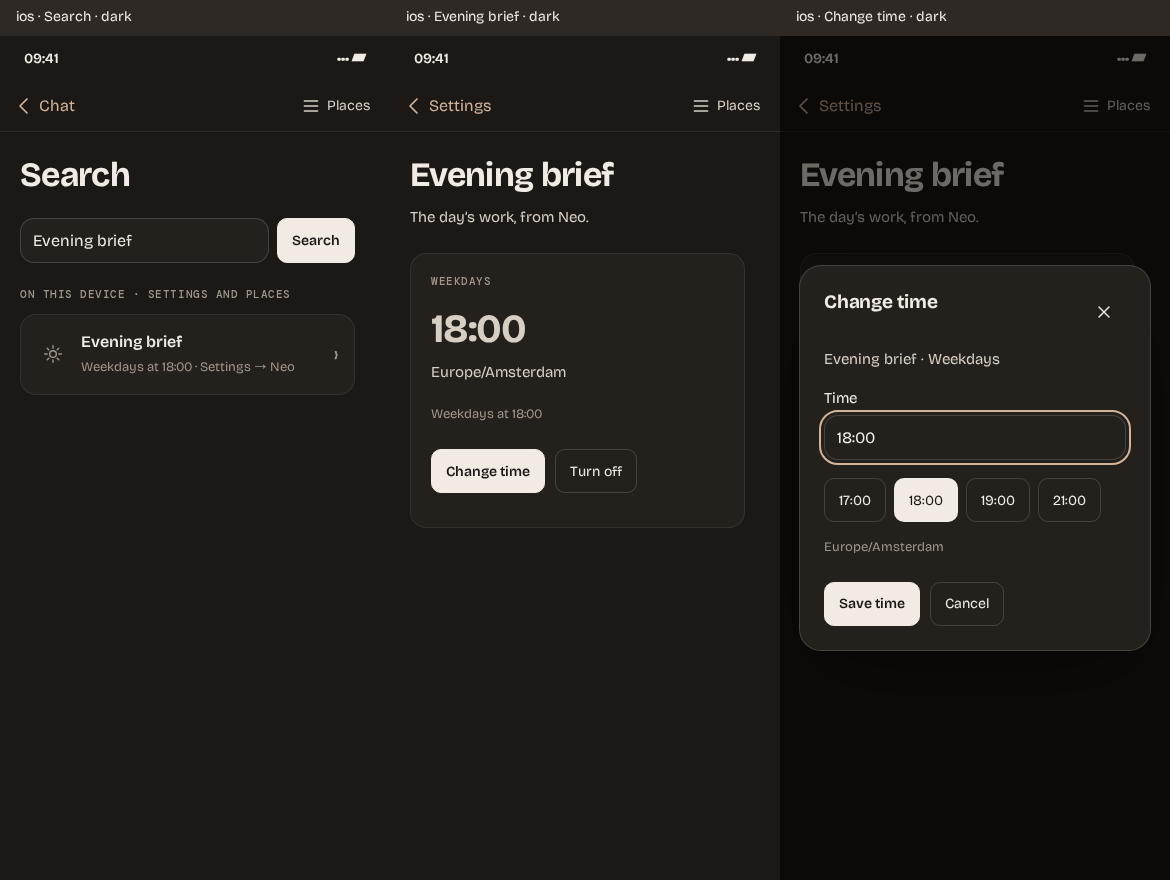 ios · Search · dark
09:41
Chat
Places
Search
Evening brief
Search
ON THIS DEVICE · SETTINGS AND PLACES
Evening brief
Weekdays at 18:00 · Settings → Neo
ios · Evening brief · dark
09:41
Settings
Places
Evening brief
The day's work, from Neo.
WEEKDAYS
18:00
Europe/Amsterdam
Weekdays at 18:00
Change time
Turn off
ios · Change time · dark
09:41
Settings
Places
Evening brief
The day's work, from Neo.
Change time
Evening brief · Weekdays
Time
18:00
17:00
18:00
19:00
21:00
Europe/Amsterdam
Save time
Cancel